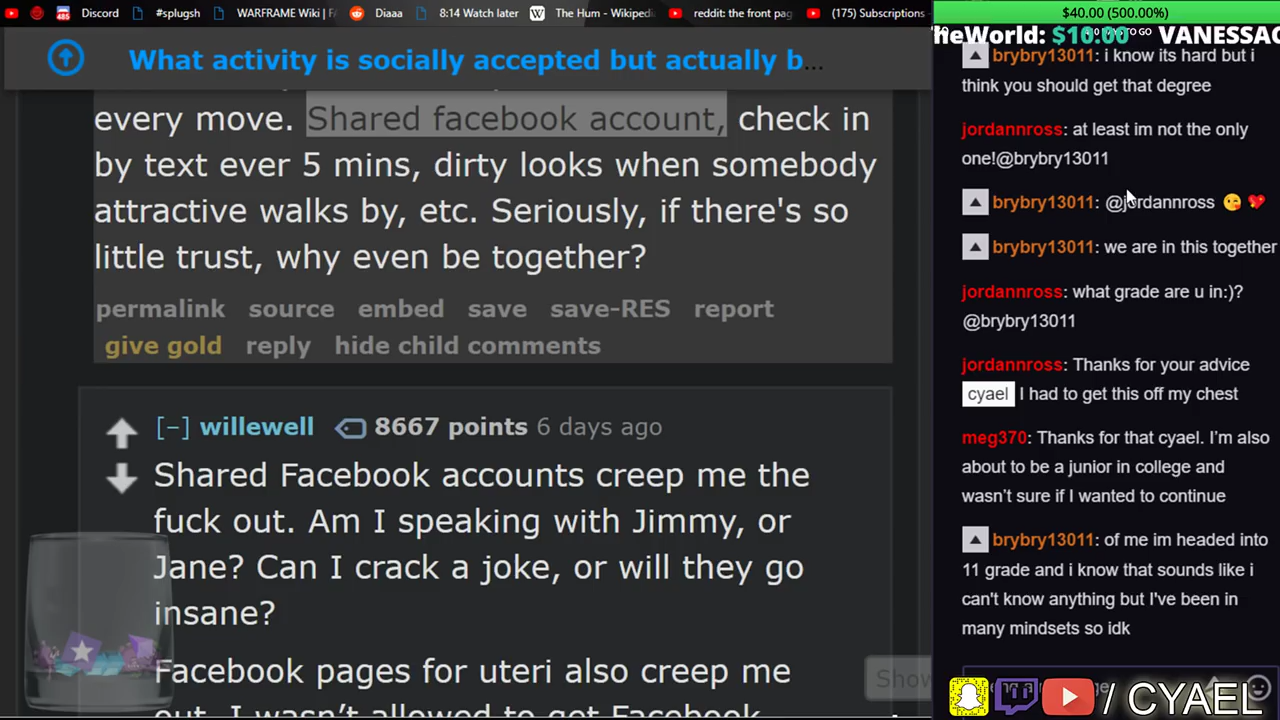 Discord
#splugsh
WARFRAME Wiki | F
Diaaa
8:14 Watch later
The Hum - Wikiped
reddit: the front pag
(175) Subscriptions
What activity is socially accepted but actually b...
every move. Shared facebook account, check in
by text ever 5 mins, dirty looks when somebody
attractive walks by, etc. Seriously, if there's so
little trust, why even be together?
permalink source embed save save-RES report
give gold reply hide child comments
[−] willewell 8667 points 6 days ago
Shared Facebook accounts creep me the
fuck out. Am I speaking with Jimmy, or
Jane? Can I crack a joke, or will they go
insane?
Facebook pages for uteri also creep me
out. I wasn't allowed to get Facebook
Show
$40.00 (500.00%)
TheWorld: $10.00 VANESSAC
TO GO
brybry13011: i know its hard but i
think you should get that degree
jordannross: at least im not the only
one!@brybry13011
brybry13011: @jordannross 😘 💖
brybry13011: we are in this together
jordannross: what grade are u in:)?
@brybry13011
jordannross: Thanks for your advice
cyael I had to get this off my chest
meg370: Thanks for that cyael. I'm also
about to be a junior in college and
wasn't sure if I wanted to continue
brybry13011: of me im headed into
11 grade and i know that sounds like i
can't know anything but I've been in
many mindsets so idk
/ CYAEL